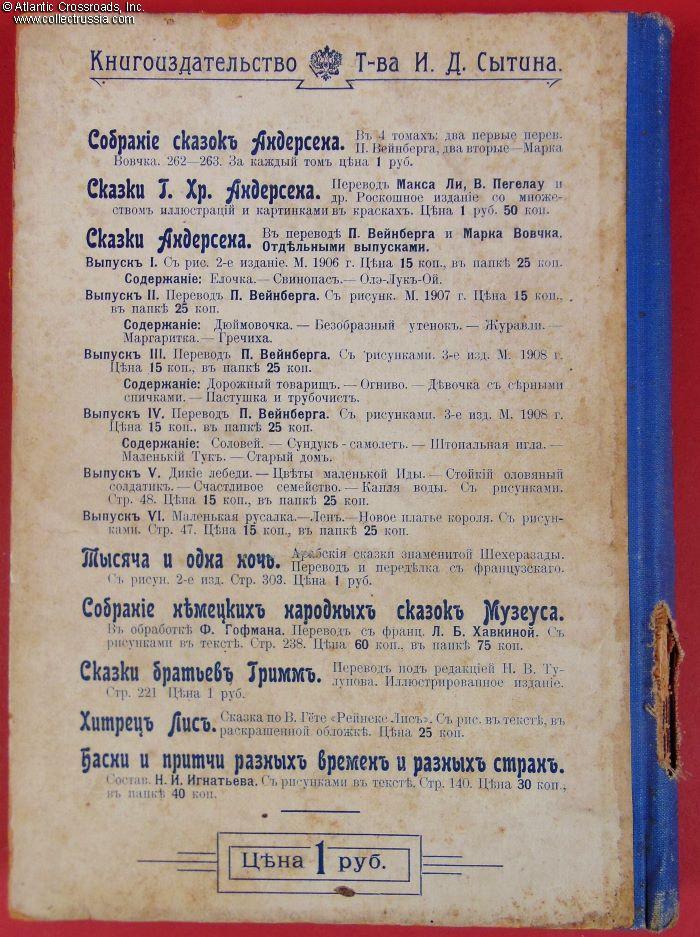 © Atlantic Crossroads, Inc.
www.collectrussia.com
Книгоиздательство Т-ва И. Д. Сытина.
Собраніе сказокъ Андерсена. Въ 4 томахъ: два первые перев.
П. Вейнберга, два вторые—Марка
Вовчка. 262—263. За каждый томъ цѣна 1 руб.
Сказки Г. Хр. Андерсена. Переводъ Макса Ли, В. Пегелау и
др. Роскошное изданіе со множе-
ствомъ иллюстрацій и картинками въ краскахъ. Цѣна 1 руб. 50 коп.
Сказки Андерсена. Въ переводѣ П. Вейнберга и Марка Вовчка.
Отдѣльными выпусками.
Выпускъ I. Съ рис. 2-е изданіе. М. 1906 г. Цѣна 15 коп., въ папкѣ 25 коп.
Содержаніе: Елочка.—Свинопасъ.—Олэ-Лукъ-Ой.
Выпускъ II. Переводъ П. Вейнберга. Съ рисунк. М. 1907 г. Цѣна 15 коп.,
въ папкѣ 25 коп.
Содержаніе: Дюймовочка. — Безобразный утенокъ. — Журавли. —
Маргаритка.—Гречиха.
Выпускъ III. Переводъ П. Вейнберга. Съ рисунками. 3-е изд. М. 1908 г.
Цѣна 15 коп., въ папкѣ 25 коп.
Содержаніе: Дорожный товарищъ. — Огниво. — Дѣвочка съ сѣрными
спичками. — Пастушка и трубочистъ.
Выпускъ IV. Переводъ П. Вейнберга. Съ рисунками. 3-е изд. М. 1908 г.
Цѣна 15 коп.. въ папкѣ 25 коп.
Содержаніе: Соловей. — Сундукъ-самолетъ. — Штопальная игла. —
Маленькій Тукъ. — Старый домъ.
Выпускъ V. Дикіе лебеди. — Цвѣты маленькой Иды. — Стойкій оловяный
солдатикъ. — Счастливое семейство. — Капля воды. Съ рисунками.
Стр. 48. Цѣна 15 коп., въ папкѣ 25 коп.
Выпускъ VI. Маленькая русалка.—Ленъ.—Новое платье короля. Съ рисун-
ками. Стр. 47. Цѣна 15 коп., въ папкѣ 25 коп.
Тысяча и одна ночь. Арабскія сказки знаменитой Шехеразады.
Переводъ и передѣлка съ французскаго.
Съ рисун. 2-е изд. Стр. 303. Цѣна 1 руб.
Собраніе нѣмецкихъ народныхъ сказокъ Музеуса.
Въ обработкѣ Ф. Гофмана. Переводъ съ франц. Л. Б. Хавкиной. Съ
рисунками въ текстѣ. Стр. 238. Цѣна 60 коп., въ папкѣ 75 коп.
Сказки братьевъ Гриммъ. Переводъ подъ редакціей Н. В. Ту-
лупова. Иллюстрированное изданіе.
Стр. 221 Цѣна 1 руб.
Хитрецъ Лисъ. Сказка по В. Гёте «Рейнеке Лисъ». Съ рис. въ текстѣ, въ
раскрашенной обложкѣ. Цѣна 25 коп.
Басни и притчи разныхъ временъ и разныхъ странъ.
Состав. Н. И. Игнатьева. Съ рисунками въ текстѣ. Стр. 140. Цѣна 30 коп.,
въ папкѣ 40 коп.
Цѣна 1 руб.